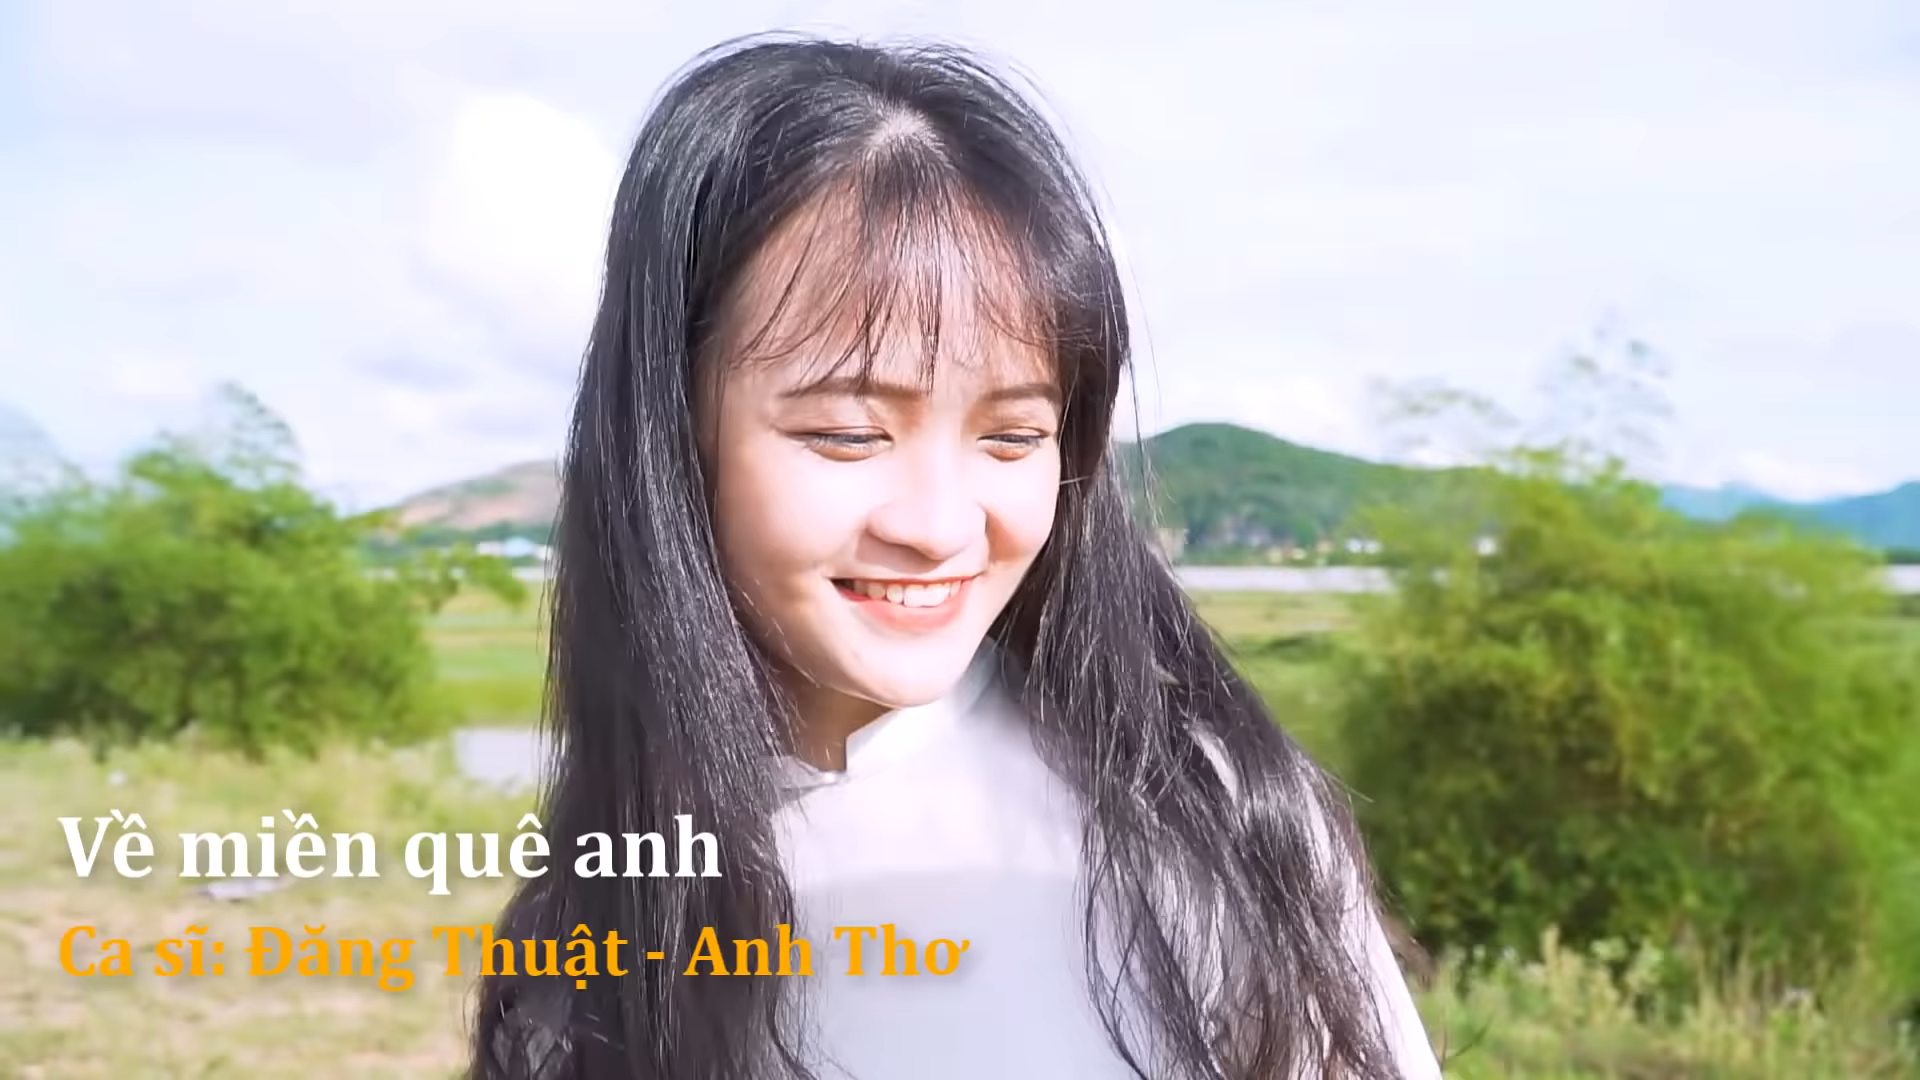 Về miền quê anh
Ca sĩ: Đăng Thuật - Anh Thơ